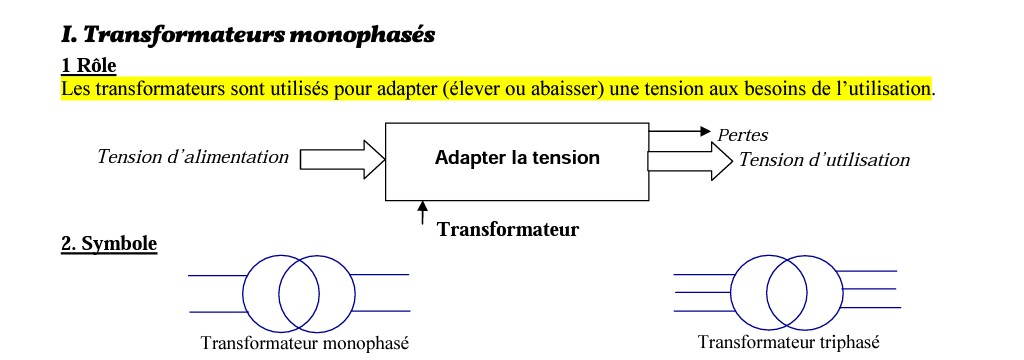 I. Transformateurs monophasés
1 Rôle
Les transformateurs sont utilisés pour adapter (élever ou abaisser) une tension aux besoins de l’utilisation.
Pertes
Tension d’alimentation
Adapter la tension
Tension d’utilisation
Transformateur
2. Symbole
Transformateur monophasé
Transformateur triphasé